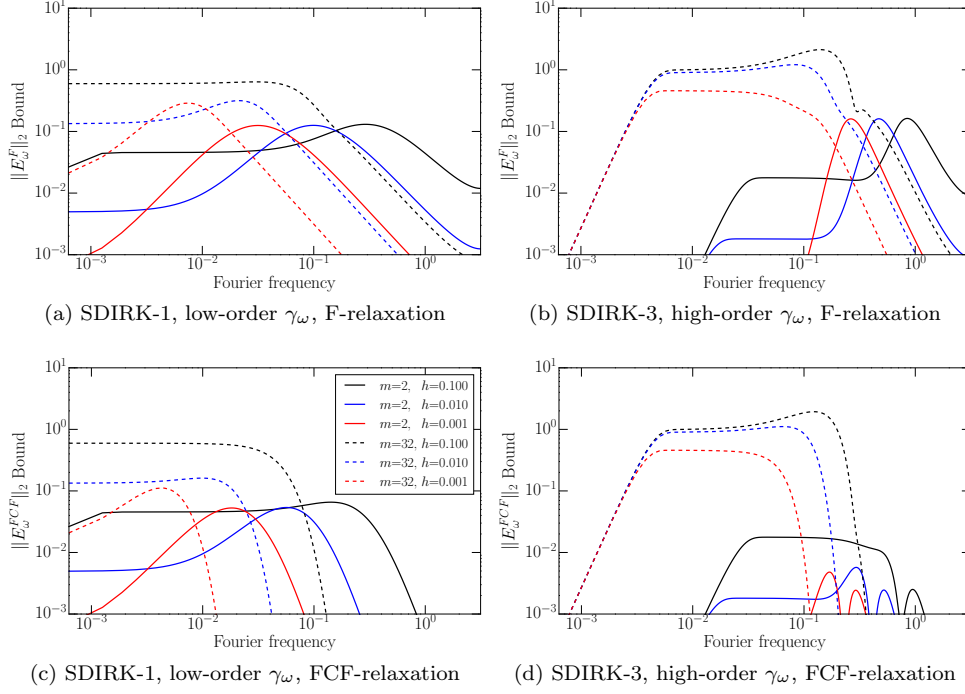 10^1
10^0
10^-1
10^-2
10^-3
||E_ω^F||_2 Bound
10^-3 10^-2 10^-1 10^0
Fourier frequency
(a) SDIRK-1, low-order γ_ω, F-relaxation
10^1
10^0
10^-1
10^-2
10^-3
||E_ω^F||_2 Bound
10^-3 10^-2 10^-1 10^0
Fourier frequency
(b) SDIRK-3, high-order γ_ω, F-relaxation
10^1
10^0
10^-1
10^-2
10^-3
||E_ω^{FCF}||_2 Bound
m=2, h=0.100
m=2, h=0.010
m=2, h=0.001
m=32, h=0.100
m=32, h=0.010
m=32, h=0.001
10^-3 10^-2 10^-1 10^0
Fourier frequency
(c) SDIRK-1, low-order γ_ω, FCF-relaxation
10^1
10^0
10^-1
10^-2
10^-3
||E_ω^{FCF}||_2 Bound
10^-3 10^-2 10^-1 10^0
Fourier frequency
(d) SDIRK-3, high-order γ_ω, FCF-relaxation